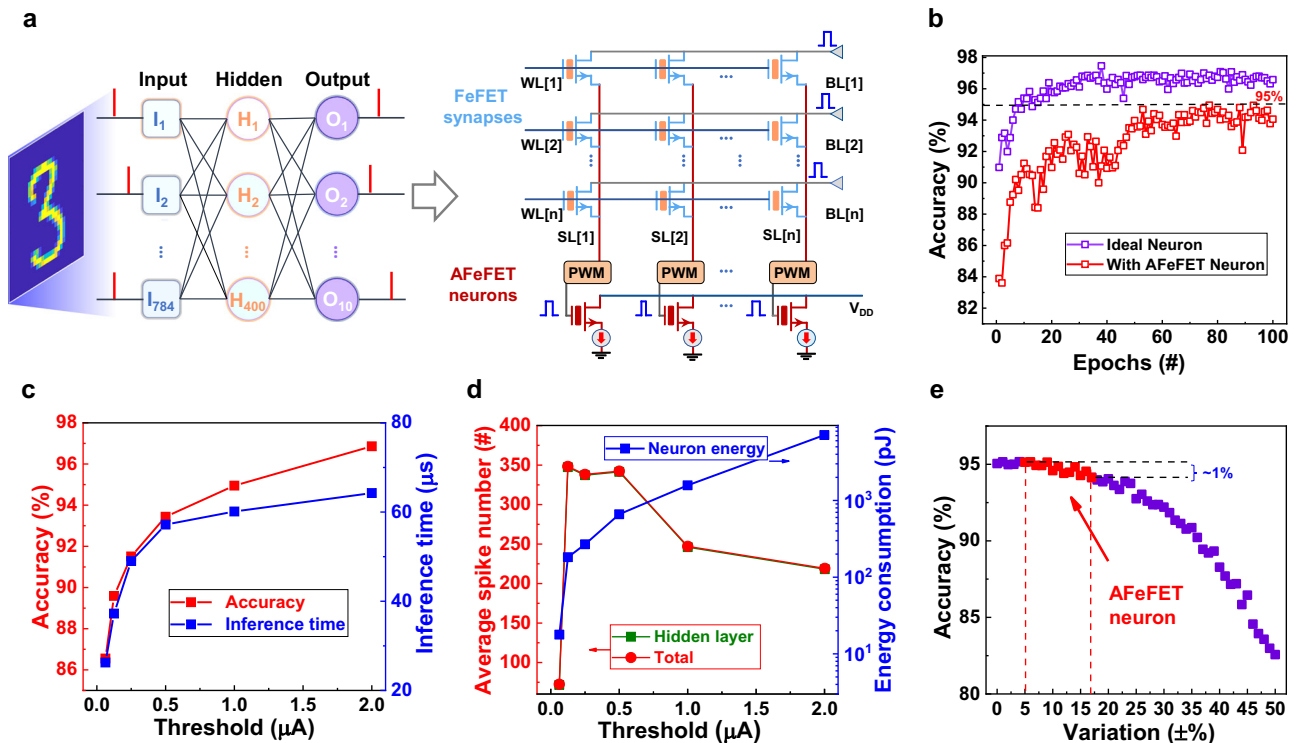 a
Input Hidden Output
I1 H1 O1
I2 H2 O2
⋮ ⋮ ⋮
I784 H400 O10
FeFET
synapses
AFeFET
neurons
WL[1] ... BL[1]
WL[2] ... BL[2]
⋮ ⋮ ⋮
WL[n] ... BL[n]
SL[1] SL[2] SL[n]
PWM PWM ... PWM
VDD
...
b
98
96
94
92
90
88
86
84
82
Accuracy (%)
95%
Ideal Neuron
With AFeFET Neuron
0 20 40 60 80 100
Epochs (#)
c
98
96
94
92
90
88
86
Accuracy (%)
80
60
40
20
Inference time (μs)
Accuracy
Inference time
0.0 0.5 1.0 1.5 2.0
Threshold (μA)
d
400
350
300
250
200
150
100
Average spike number (#)
Neuron energy
10³
10²
10¹
Energy consumption (pJ)
Hidden layer
Total
0.0 0.5 1.0 1.5 2.0
Threshold (μA)
e
100
95
90
85
80
Accuracy (%)
~1%
AFeFET
neuron
0 5 10 15 20 25 30 35 40 45 50
Variation (±%)